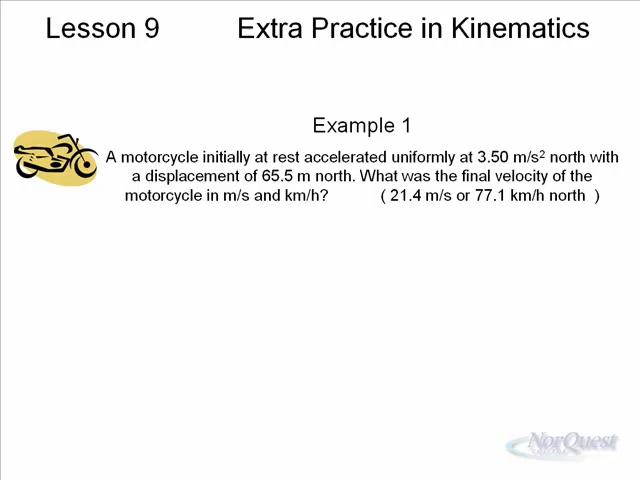 Lesson 9 Extra Practice in Kinematics
Example 1
A motorcycle initially at rest accelerated uniformly at 3.50 m/s² north with
a displacement of 65.5 m north. What was the final velocity of the
motorcycle in m/s and km/h? ( 21.4 m/s or 77.1 km/h north )
NorQuest